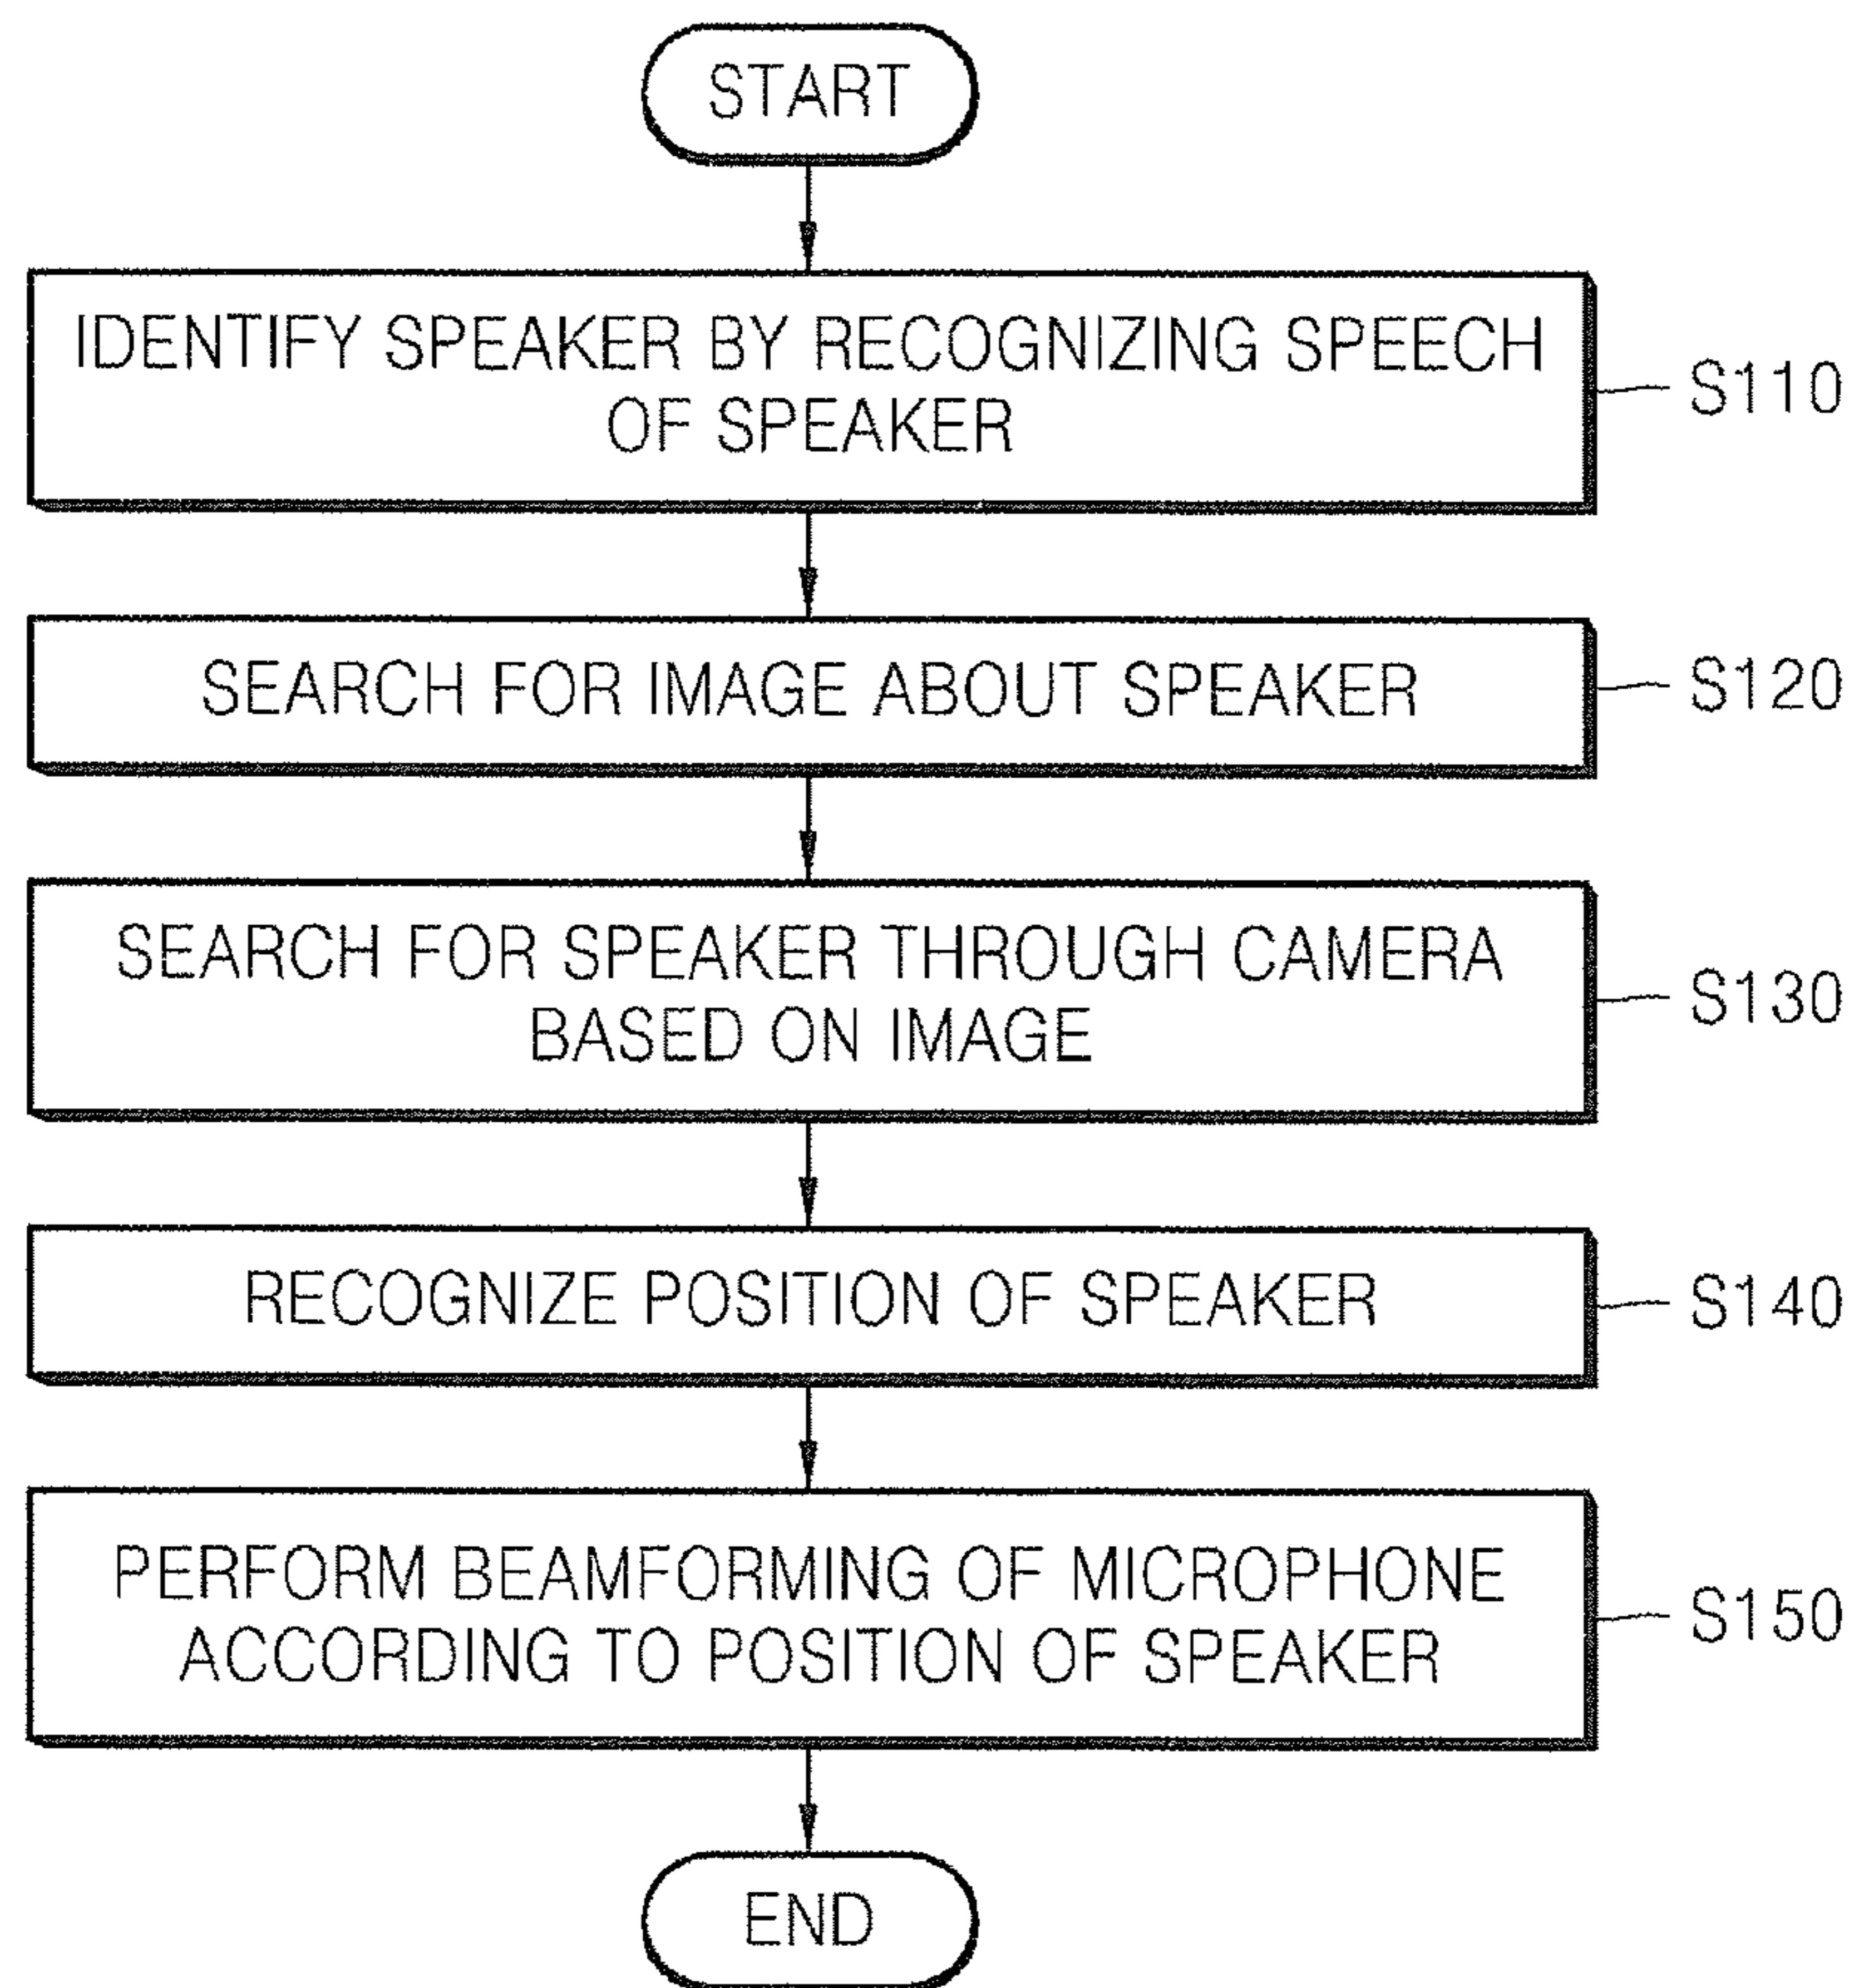 START
IDENTIFY SPEAKER BY RECOGNIZING SPEECH
OF SPEAKER
S110
SEARCH FOR IMAGE ABOUT SPEAKER
S120
SEARCH FOR SPEAKER THROUGH CAMERA
BASED ON IMAGE
S130
RECOGNIZE POSITION OF SPEAKER
S140
PERFORM BEAMFORMING OF MICROPHONE
ACCORDING TO POSITION OF SPEAKER
S150
END